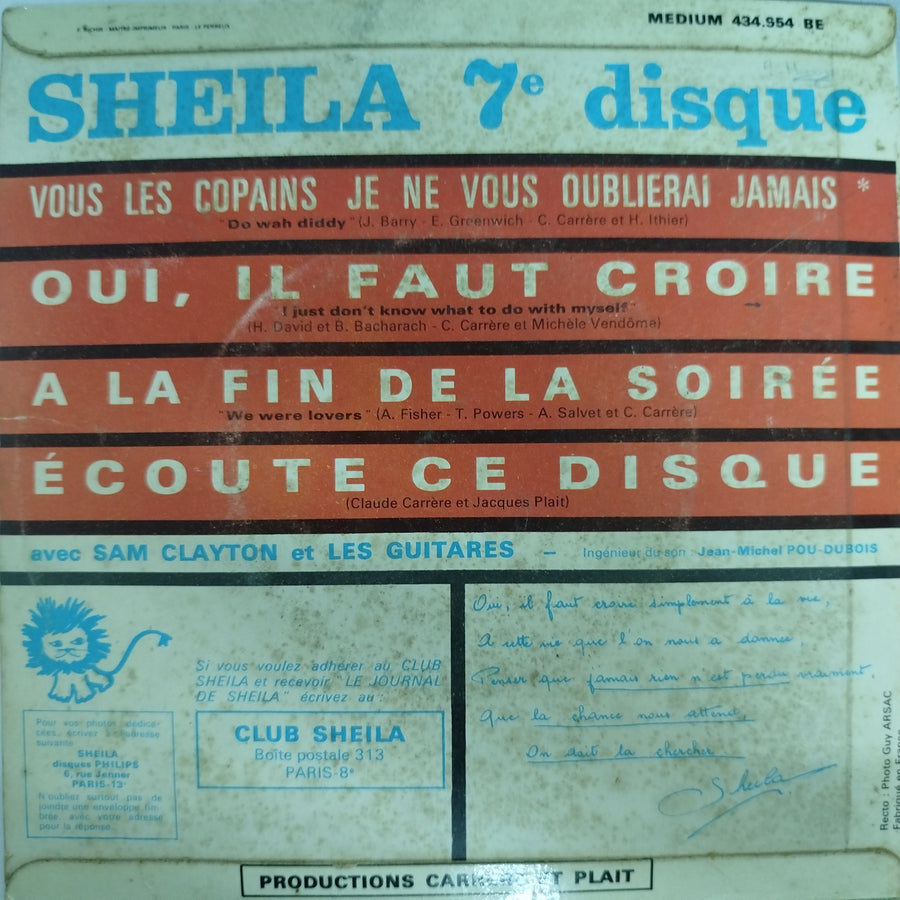 MEDIUM 434.954 BE
SHEILA 7e disque
VOUS LES COPAINS JE NE VOUS OUBLIERAI JAMAIS *
"Do wah diddy" (J. Barry - E. Greenwich - C. Carrère et H. Ithier)
OUI, IL FAUT CROIRE
"I just don't know what to do with myself"
(H. David et B. Bacharach - C. Carrère et Michèle Vendôme)
A LA FIN DE LA SOIRÉE
"We were lovers" (A. Fisher - T. Powers - A. Salvet et C. Carrère)
ÉCOUTE CE DISQUE
(Claude Carrère et Jacques Plait)
avec SAM CLAYTON et LES GUITARES - Ingénieur du son : Jean-Michel POU-DUBOIS
Si vous voulez adhérer au CLUB
SHEILA et recevoir "LE JOURNAL
DE SHEILA" écrivez au :
CLUB SHEILA
Boîte postale 313
PARIS-8e
Pour vos photos dédica-
cées, écrivez à l'adresse
suivante
SHEILA
disques PHILIPS
6, rue Jenner
PARIS-13e
N'oubliez surtout pas de
joindre une enveloppe tim-
brée, avec votre adresse
pour la réponse.
Oui, il faut croire simplement à la vie,
A cette vie que l'on nous a donnée,
Penser que jamais rien n'est perdu vraiment,
Que la chance nous attend,
On doit la chercher
Sheila
Recto : Photo Guy ARSAC
Fabriqué en France
PRODUCTIONS ET PLAIT